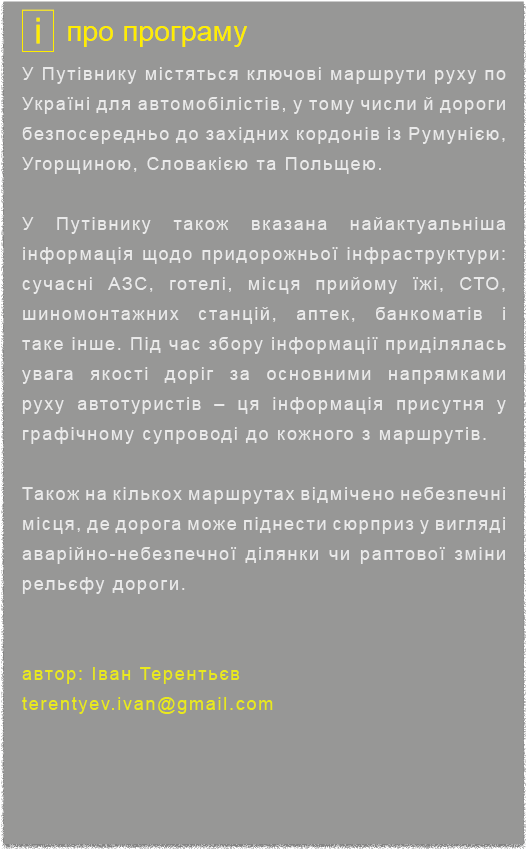 i про програму
У Путівнику містяться ключові маршрути руху по
Україні для автомобілістів, у тому числи й дороги
безпосередньо до західних кордонів із Румунією,
Угорщиною, Словакією та Польщею.
У Путівнику також вказана найактуальніша
інформація щодо придорожньої інфраструктури:
сучасні АЗС, готелі, місця прийому їжі, СТО,
шиномонтажних станцій, аптек, банкоматів і
таке інше. Під час збору інформації приділялась
увага якості доріг за основними напрямками
руху автотуристів – ця інформація присутня у
графічному супроводі до кожного з маршрутів.
Також на кількох маршрутах відмічено небезпечні
місця, де дорога може піднести сюрприз у вигляді
аварійно-небезпечної ділянки чи раптової зміни
рельєфу дороги.
автор: Іван Терентьєв
terentyev.ivan@gmail.com